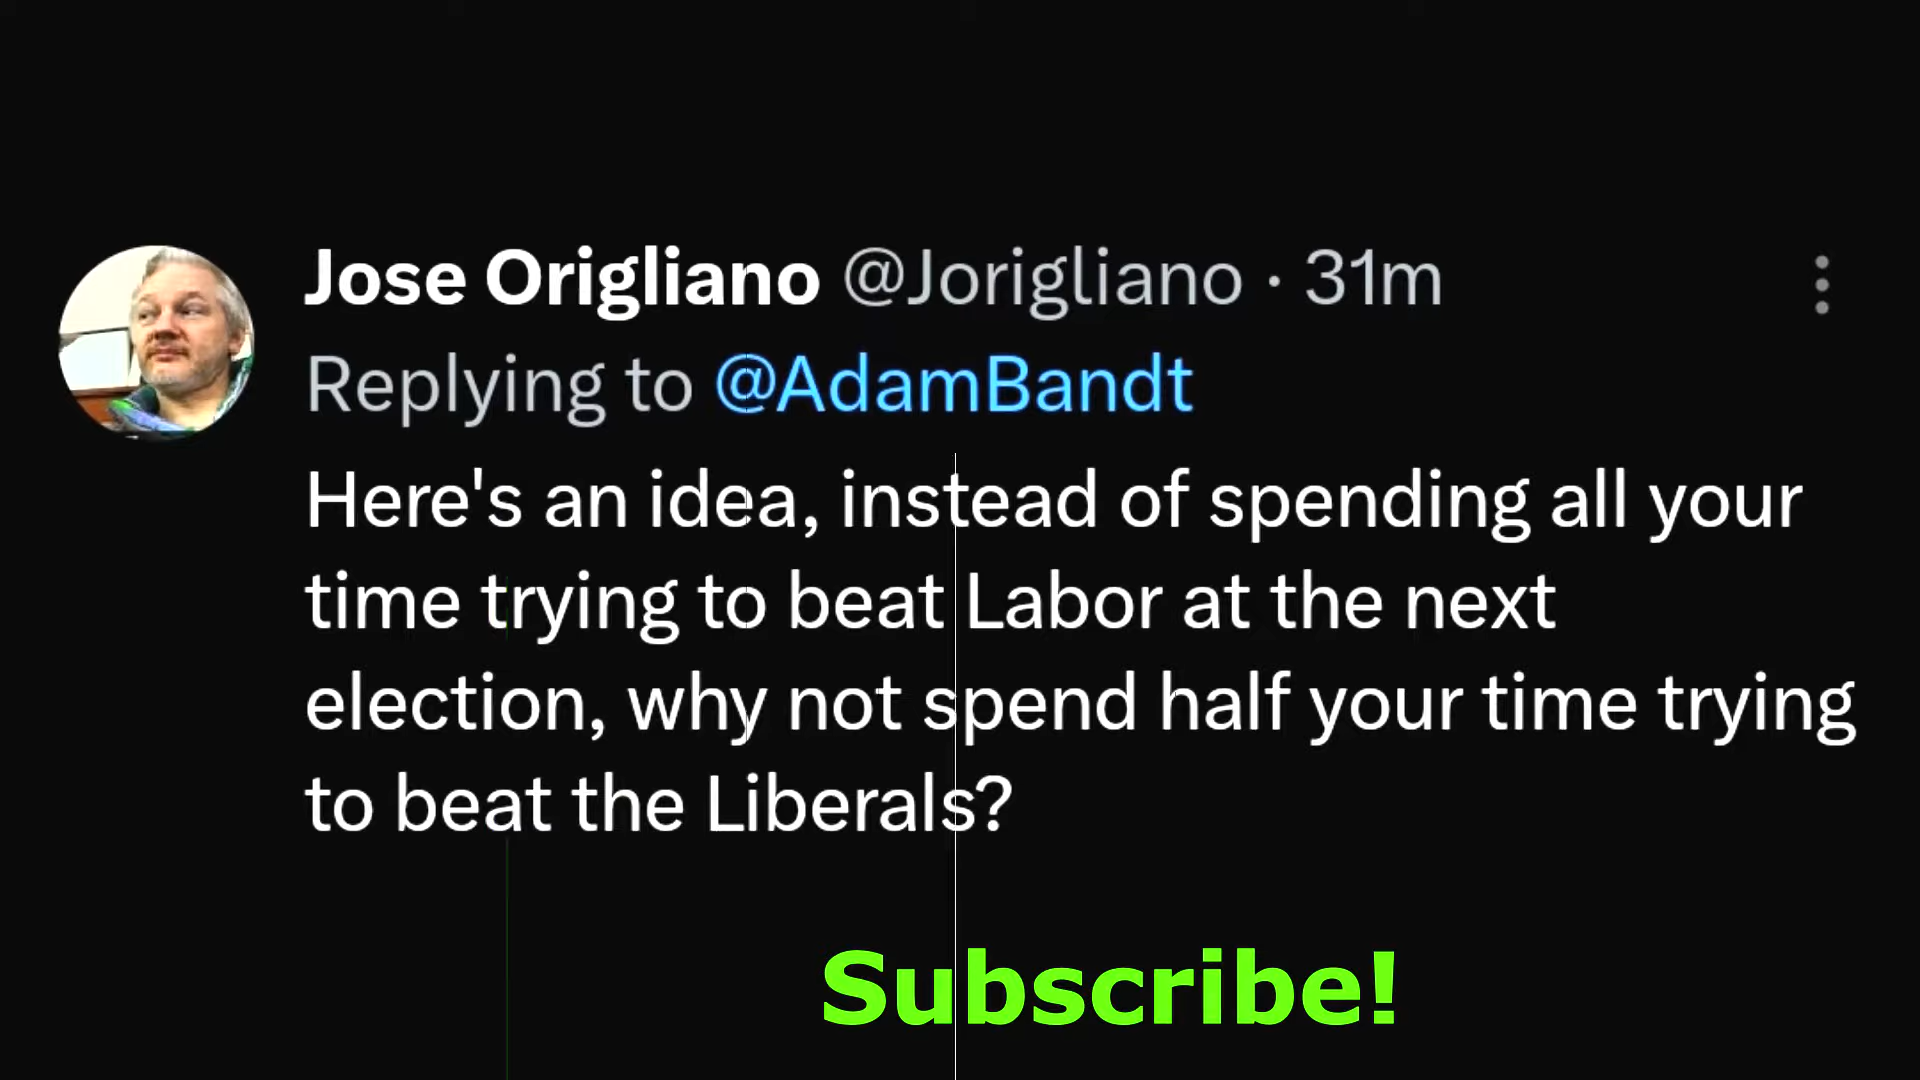 Jose Origliano @Jorigliano · 31m
Replying to @AdamBandt
Here's an idea, instead of spending all your
time trying to beat Labor at the next
election, why not spend half your time trying
to beat the Liberals?
Subscribe!